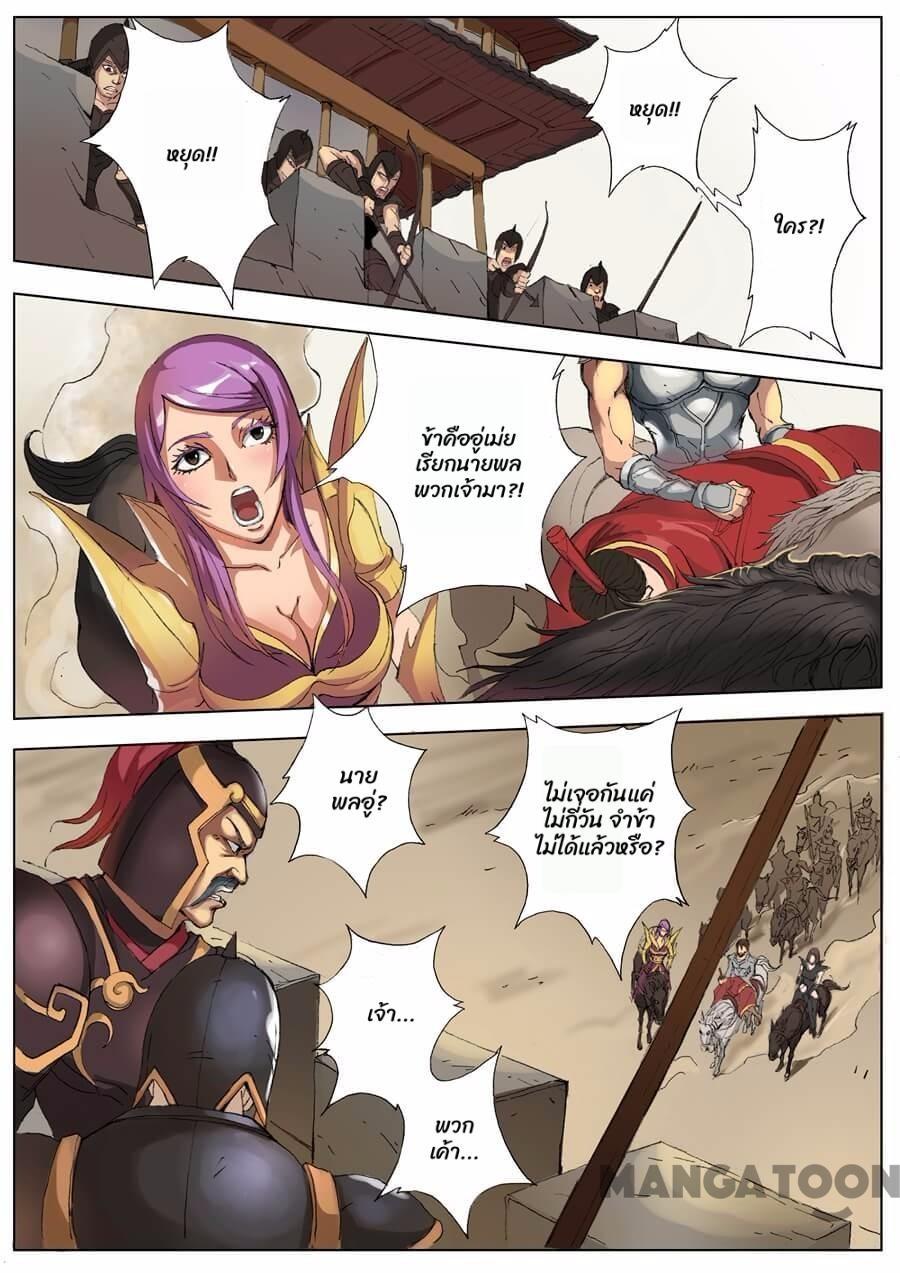 หยุด!!
หยุด!!
ใคร?!
ข้าคืออู่เม่ย
เรียกนายพล
พวกเจ้ามา?!
นาย
พลอู่?
ไม่เจอกันแค่
ไม่กี่วัน จำข้า
ไม่ได้แล้วหรือ?
เจ้า...
พวก
เค้า...
MANGATOON